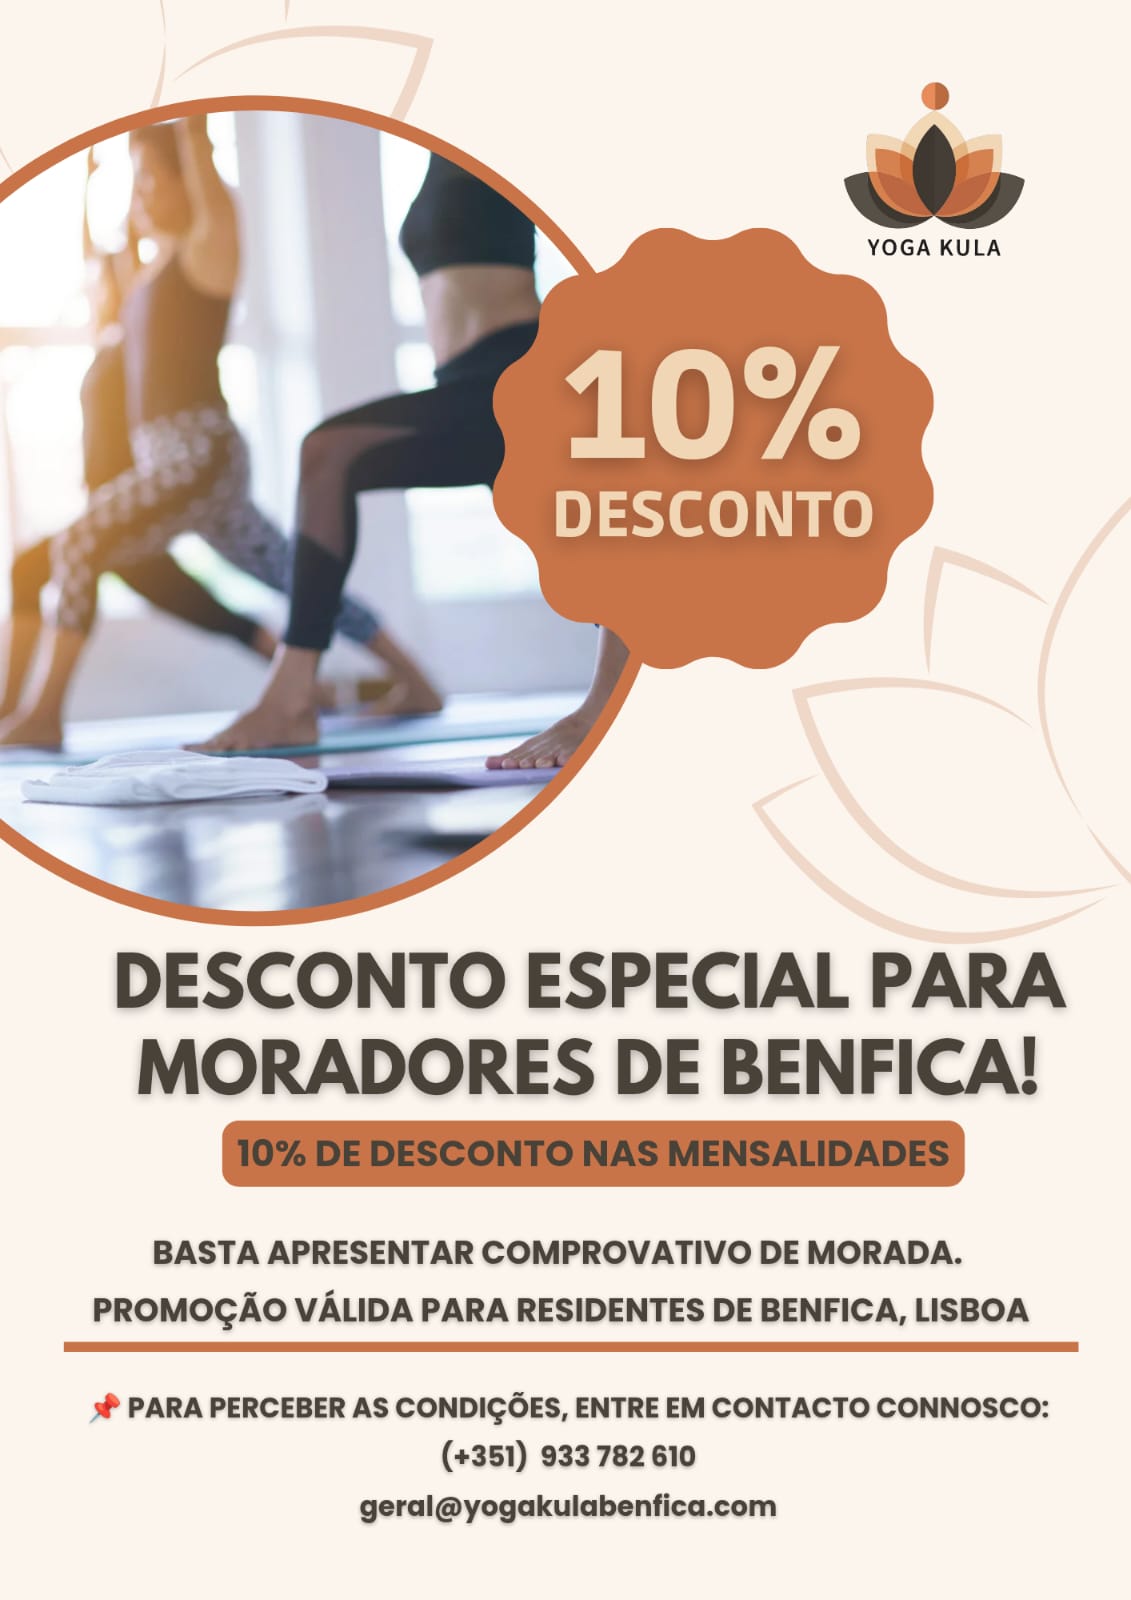 YOGA KULA
10%
DESCONTO
DESCONTO ESPECIAL PARA
MORADORES DE BENFICA!
10% DE DESCONTO NAS MENSALIDADES
BASTA APRESENTAR COMPROVATIVO DE MORADA.
PROMOÇÃO VÁLIDA PARA RESIDENTES DE BENFICA, LISBOA
📌 PARA PERCEBER AS CONDIÇÕES, ENTRE EM CONTACTO CONNOSCO:
(+351) 933 782 610
geral@yogakulabenfica.com